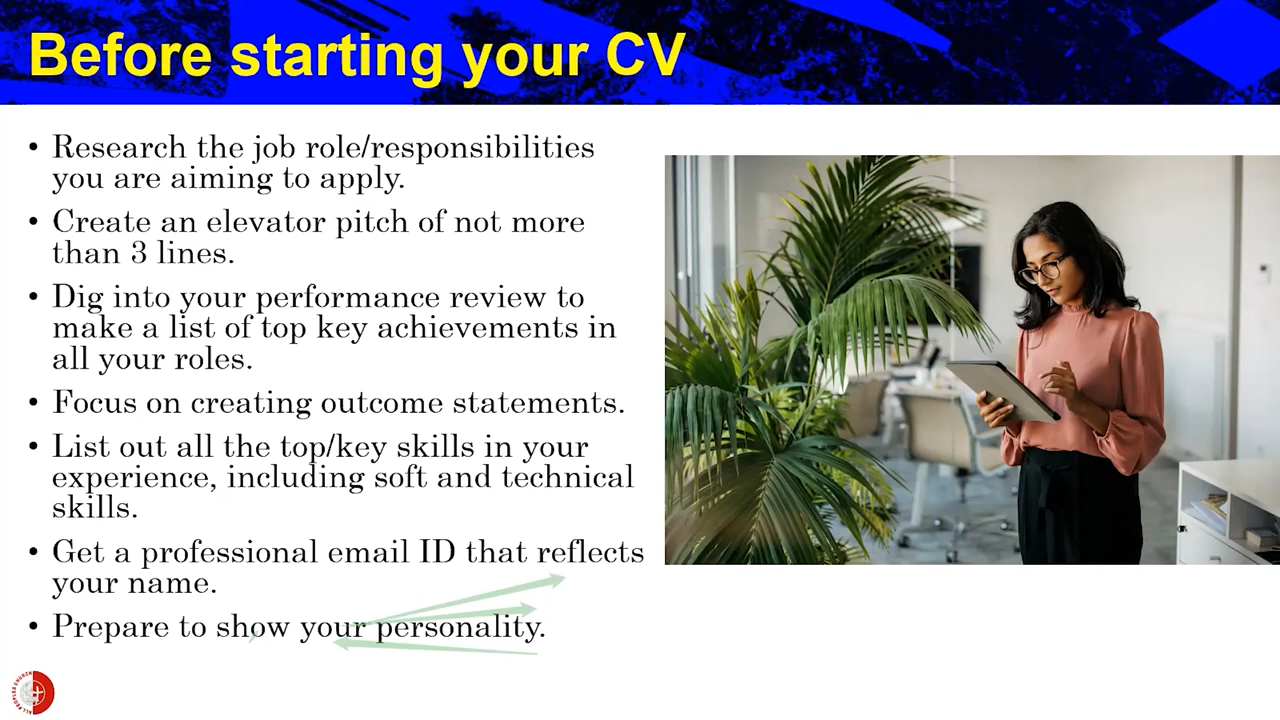 Before starting your CV
• Research the job role/responsibilities
you are aiming to apply.
• Create an elevator pitch of not more
than 3 lines.
• Dig into your performance review to
make a list of top key achievements in
all your roles.
• Focus on creating outcome statements.
• List out all the top/key skills in your
experience, including soft and technical
skills.
• Get a professional email ID that reflects
your name.
• Prepare to show your personality.
ALL PEOPLES CHURCH